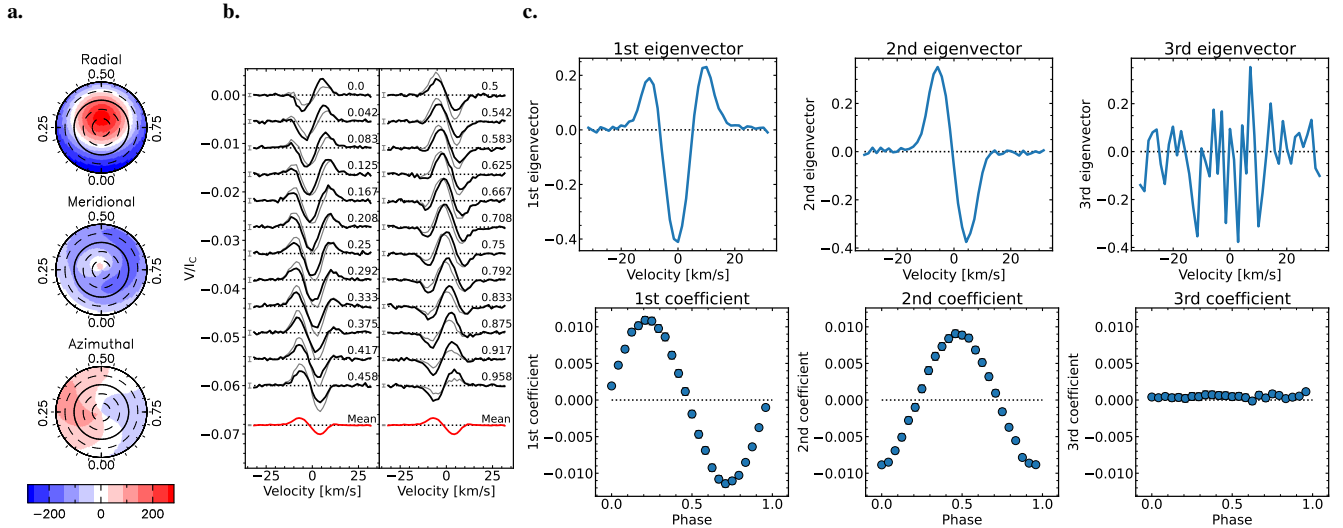 a.
Radial
0.50
0.25
0.75
0.00
Meridional
0.50
0.25
0.75
0.00
Azimuthal
0.50
0.25
0.75
0.00
−200 0 200
b.
V/I_C
0.00
−0.01
−0.02
−0.03
−0.04
−0.05
−0.06
−0.07
0.0
0.042
0.083
0.125
0.167
0.208
0.25
0.292
0.333
0.375
0.417
0.458
Mean
0.5
0.542
0.583
0.625
0.667
0.708
0.75
0.792
0.833
0.875
0.917
0.958
Mean
−25 0 25
−25 0 25
Velocity [km/s]
Velocity [km/s]
c.
1st eigenvector
1st eigenvector
0.2
0.0
−0.2
−0.4
−20 0 20
Velocity [km/s]
2nd eigenvector
2nd eigenvector
0.2
0.0
−0.2
−0.4
−20 0 20
Velocity [km/s]
3rd eigenvector
3rd eigenvector
0.2
0.0
−0.2
−0.4
−20 0 20
Velocity [km/s]
1st coefficient
1st coefficient
0.010
0.005
0.000
−0.005
−0.010
0.0 0.5 1.0
Phase
2nd coefficient
2nd coefficient
0.010
0.005
0.000
−0.005
−0.010
0.0 0.5 1.0
Phase
3rd coefficient
3rd coefficient
0.010
0.005
0.000
−0.005
−0.010
0.0 0.5 1.0
Phase